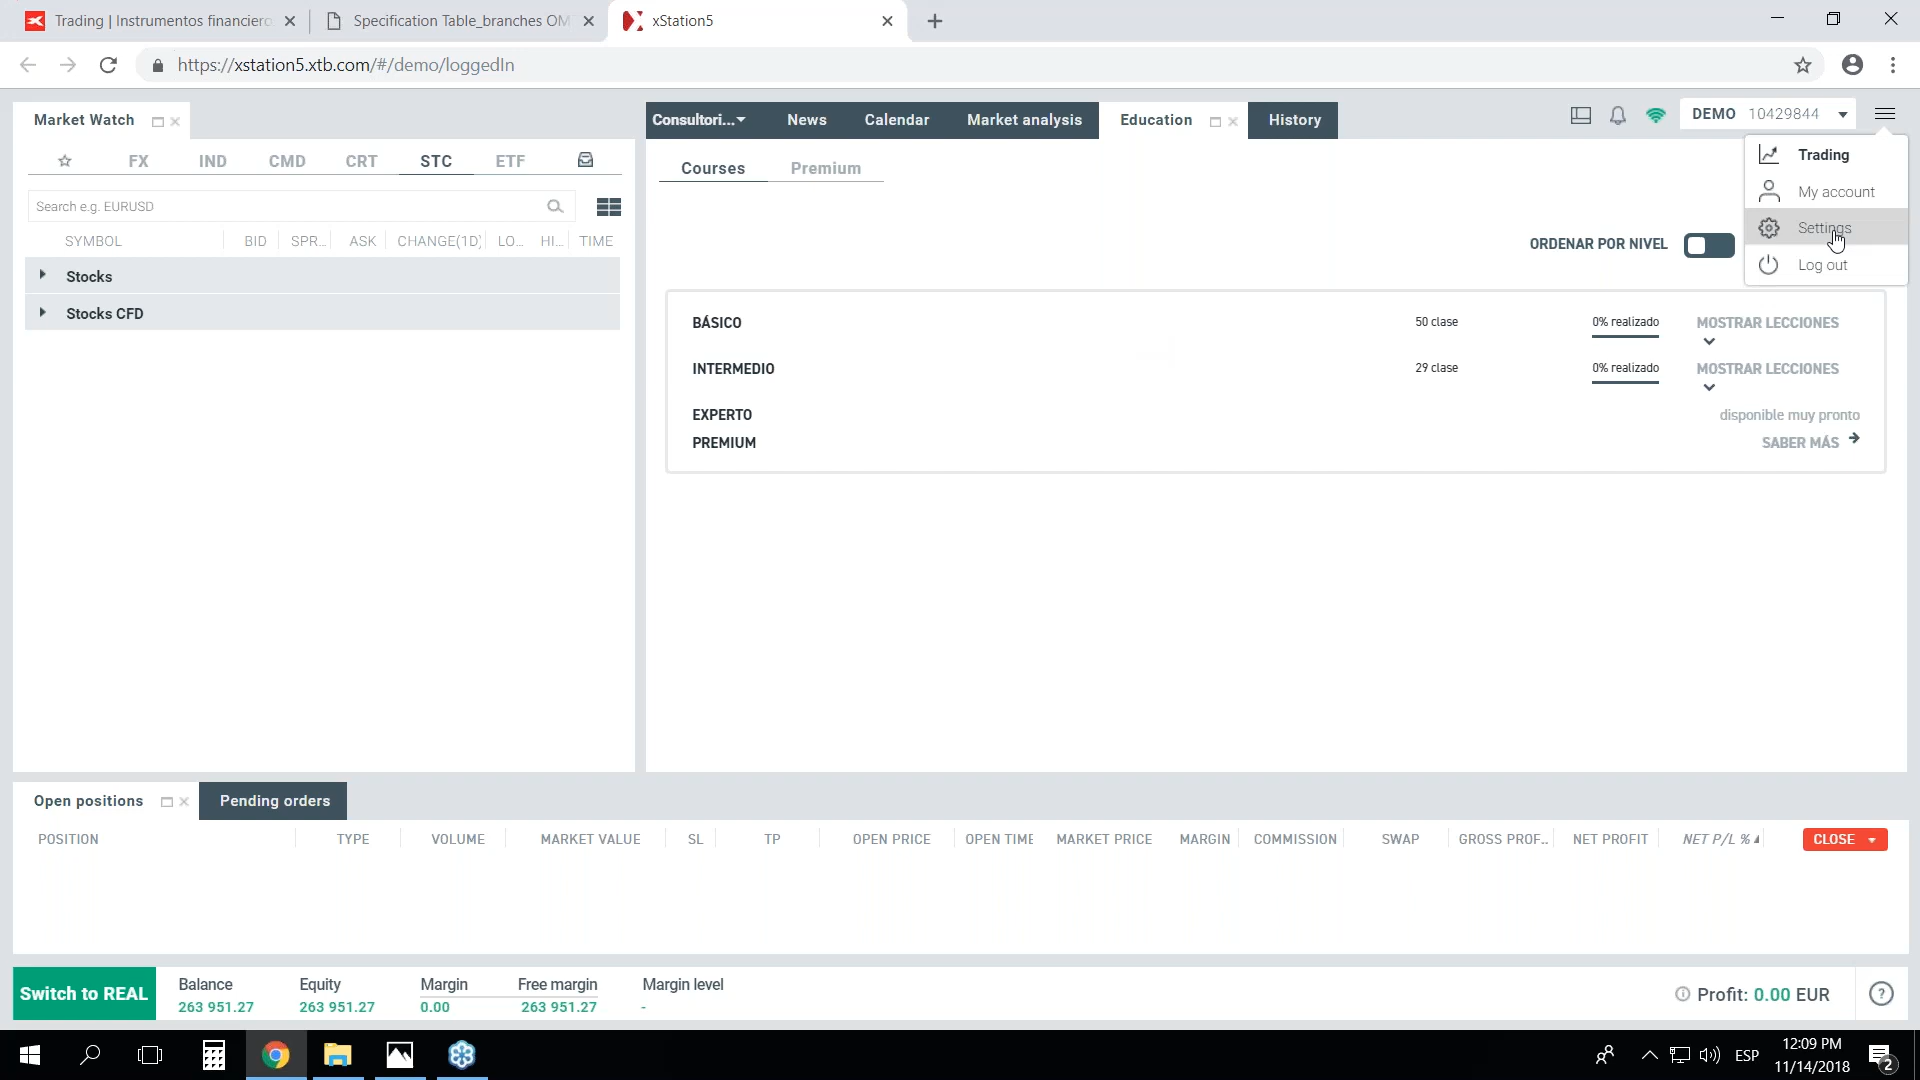 Trading | Instrumentos financiero
Specification Table_branches OM
xStation5
https://xstation5.xtb.com/#/demo/loggedIn
Market Watch
Consultori...
News
Calendar
Market analysis
Education
History
DEMO 10429844
FX
IND
CMD
CRT
STC
ETF
Courses
Premium
Trading
My account
Settings
Log out
Search e.g. EURUSD
SYMBOL
BID
SPR...
ASK
CHANGE(1D)
LO...
HI...
TIME
ORDENAR POR NIVEL
Stocks
Stocks CFD
BÁSICO
50 clase
0% realizado
MOSTRAR LECCIONES
INTERMEDIO
29 clase
0% realizado
MOSTRAR LECCIONES
EXPERTO
disponible muy pronto
PREMIUM
SABER MÁS
Open positions
Pending orders
POSITION
TYPE
VOLUME
MARKET VALUE
SL
TP
OPEN PRICE
OPEN TIME
MARKET PRICE
MARGIN
COMMISSION
SWAP
GROSS PROF..
NET PROFIT
NET P/L %
CLOSE
Switch to REAL
Balance
263 951.27
Equity
263 951.27
Margin
0.00
Free margin
263 951.27
Margin level
-
Profit: 0.00 EUR
?
ESP
12:09 PM
11/14/2018
2